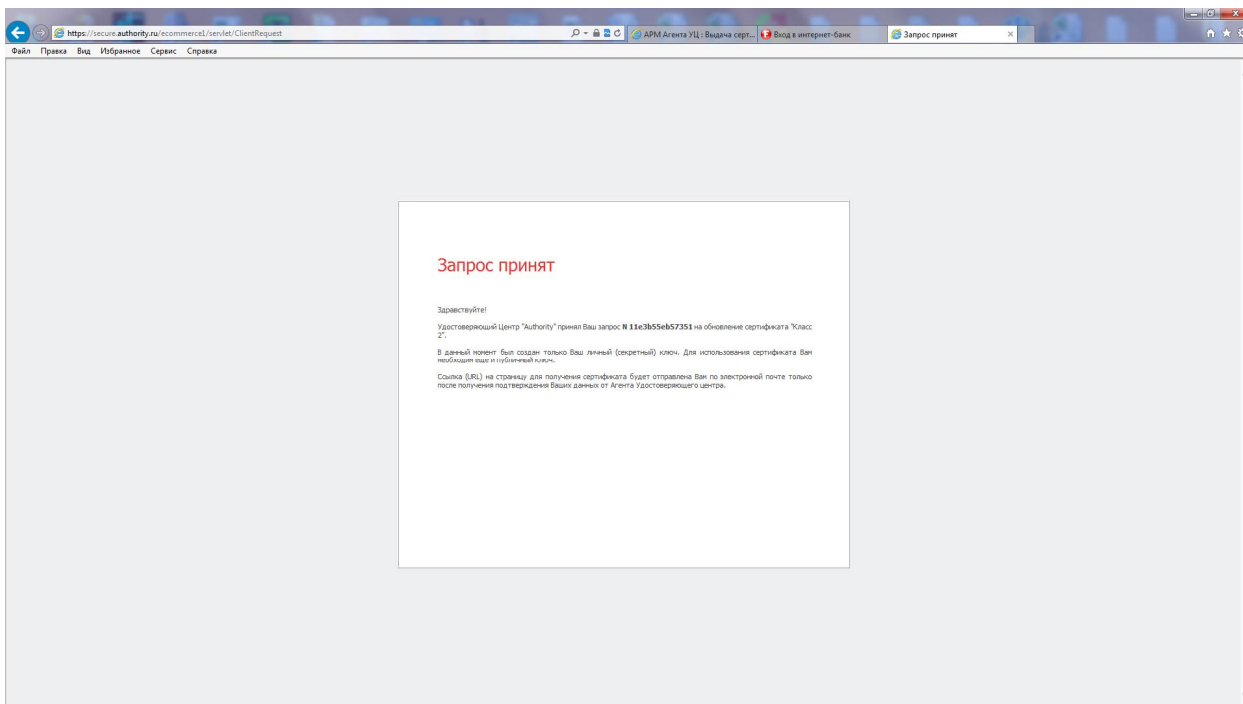 https://secure.authority.ru/ecommerce1/servlet/ClientRequest
АРМ Агента УЦ : Выдача серт...
Вход в интернет-банк
Запрос принят
Файл Правка Вид Избранное Сервис Справка
Запрос принят
Здравствуйте!
Удостоверяющий Центр "Authority" принял Ваш запрос N 11e3b55eb57351 на обновление сертификата "Класс
2".
В данный момент был создан только Ваш личный (секретный) ключ. Для использования сертификата Вам
необходим еще и публичный ключ.
Ссылка (URL) на страницу для получения сертификата будет отправлена Вам по электронной почте только
после получения подтверждения Ваших данных от Агента Удостоверяющего центра.